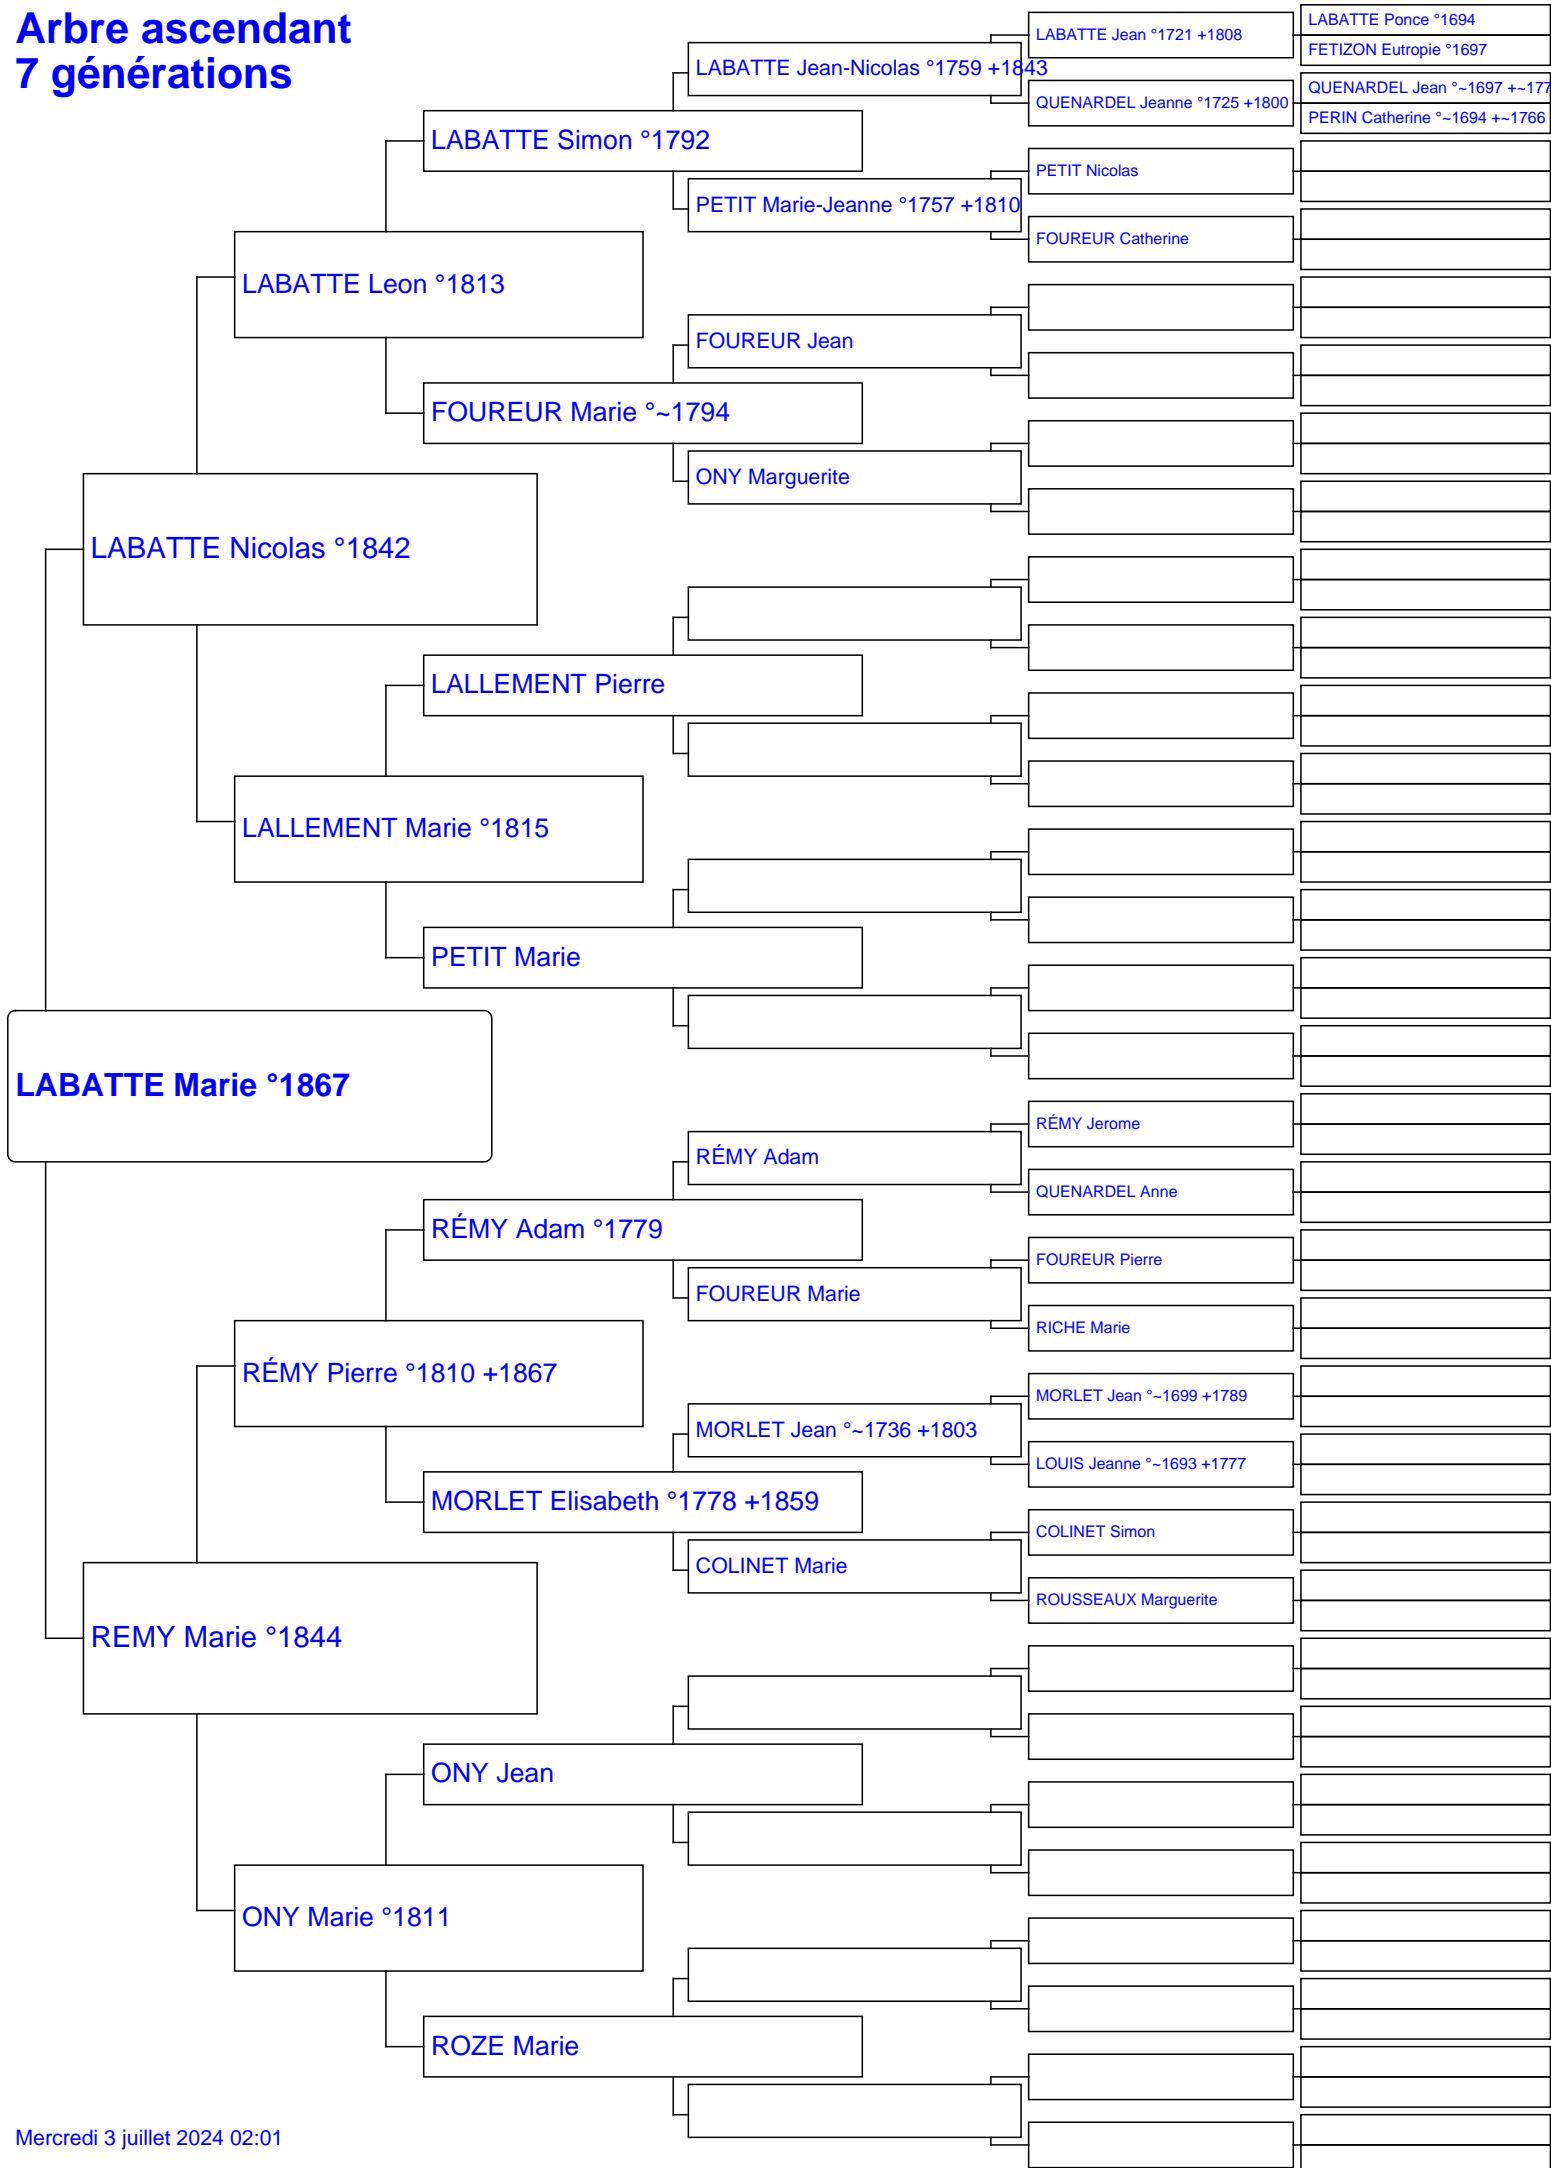 Arbre ascendant
7 générations
LABATTE Marie °1867
LABATTE Nicolas °1842
REMY Marie °1844
LABATTE Leon °1813
LALLEMENT Marie °1815
RÉMY Pierre °1810 +1867
ONY Marie °1811
LABATTE Simon °1792
FOUREUR Marie °~1794
LALLEMENT Pierre
PETIT Marie
RÉMY Adam °1779
MORLET Elisabeth °1778 +1859
ONY Jean
ROZE Marie
LABATTE Jean-Nicolas °1759 +1843
PETIT Marie-Jeanne °1757 +1810
FOUREUR Jean
ONY Marguerite
RÉMY Adam
FOUREUR Marie
MORLET Jean °~1736 +1803
COLINET Marie
LABATTE Jean °1721 +1808
QUENARDEL Jeanne °1725 +1800
PETIT Nicolas
FOUREUR Catherine
RÉMY Jerome
QUENARDEL Anne
FOUREUR Pierre
RICHE Marie
MORLET Jean °~1699 +1789
LOUIS Jeanne °~1693 +1777
COLINET Simon
ROUSSEAUX Marguerite
LABATTE Ponce °1694
FETIZON Eutropie °1697
QUENARDEL Jean °~1697 +~177
PERIN Catherine °~1694 +~1766
Mercredi 3 juillet 2024 02:01